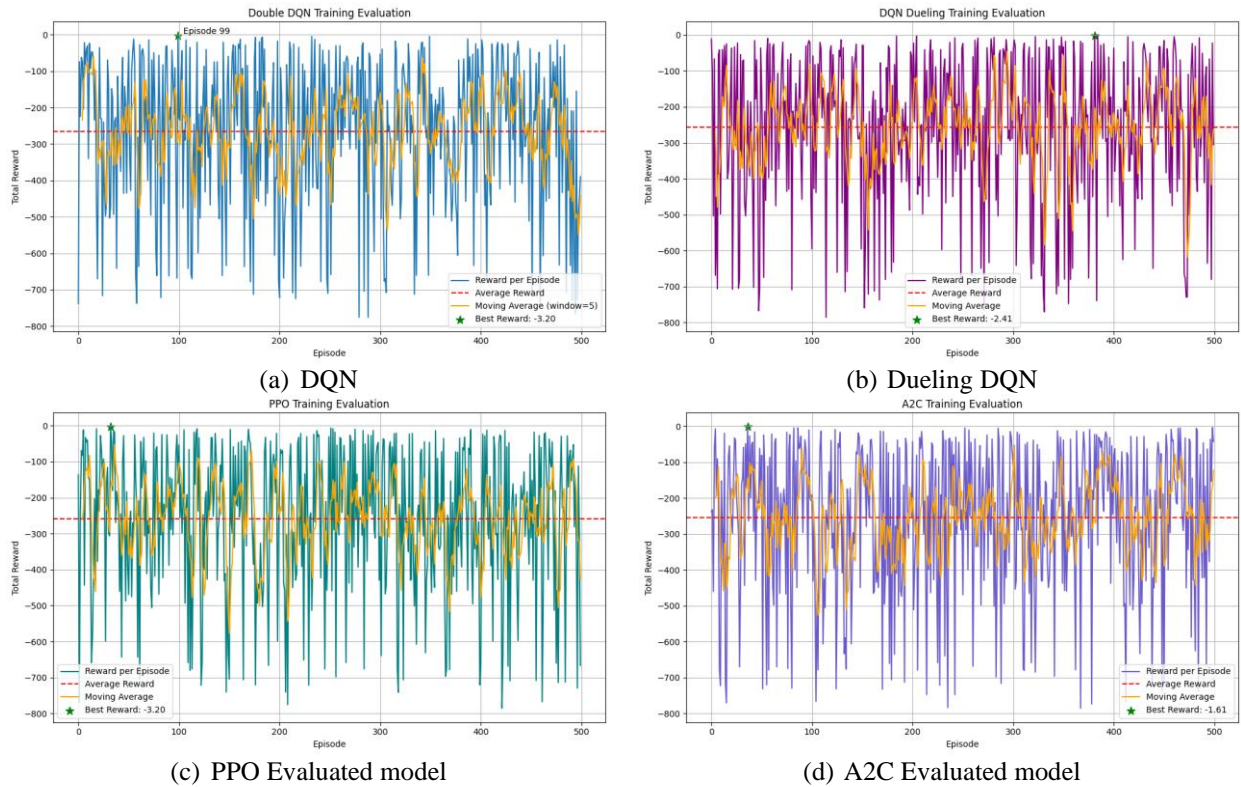 Double DQN Training Evaluation
Episode 99
0
−100
−200
−300
−400
−500
−600
−700
−800
Total Reward
Reward per Episode
Average Reward
Moving Average (window=5)
Best Reward: -3.20
0 100 200 300 400 500
Episode
(a) DQN
DQN Dueling Training Evaluation
0
−100
−200
−300
−400
−500
−600
−700
−800
Total Reward
Reward per Episode
Average Reward
Moving Average
Best Reward: -2.41
0 100 200 300 400 500
Episode
(b) Dueling DQN
PPO Training Evaluation
0
−100
−200
−300
−400
−500
−600
−700
−800
Total Reward
Reward per Episode
Average Reward
Moving Average
Best Reward: -3.20
0 100 200 300 400 500
Episode
(c) PPO Evaluated model
A2C Training Evaluation
0
−100
−200
−300
−400
−500
−600
−700
−800
Total Reward
Reward per Episode
Average Reward
Moving Average
Best Reward: -1.61
0 100 200 300 400 500
Episode
(d) A2C Evaluated model